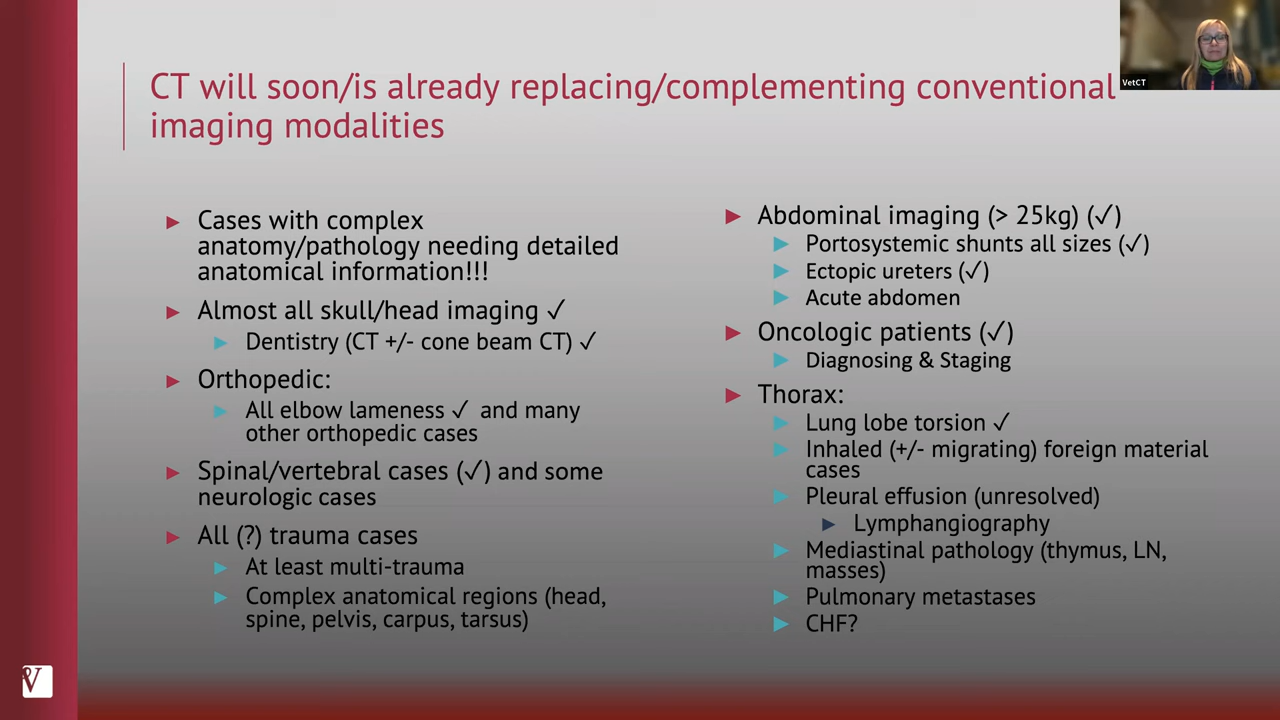 CT will soon/is already replacing/complementing conventional
imaging modalities
VetCT
Cases with complex
anatomy/pathology needing detailed
anatomical information!!!
Almost all skull/head imaging ✓
Dentistry (CT +/- cone beam CT) ✓
Orthopedic:
All elbow lameness ✓ and many
other orthopedic cases
Spinal/vertebral cases (✓) and some
neurologic cases
All (?) trauma cases
At least multi-trauma
Complex anatomical regions (head,
spine, pelvis, carpus, tarsus)
Abdominal imaging (> 25kg) (✓)
Portosystemic shunts all sizes (✓)
Ectopic ureters (✓)
Acute abdomen
Oncologic patients (✓)
Diagnosing & Staging
Thorax:
Lung lobe torsion ✓
Inhaled (+/- migrating) foreign material
cases
Pleural effusion (unresolved)
Lymphangiography
Mediastinal pathology (thymus, LN,
masses)
Pulmonary metastases
CHF?